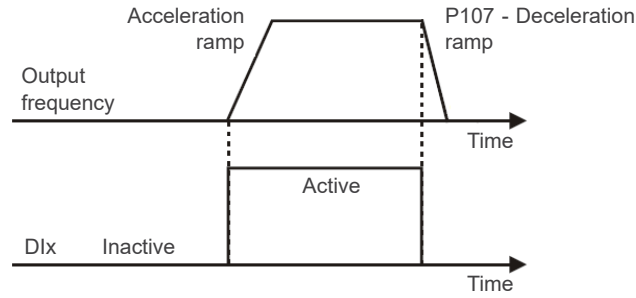 Acceleration
ramp
P107 - Deceleration
ramp
Output
frequency
Time
Active
DIx
Inactive
Time